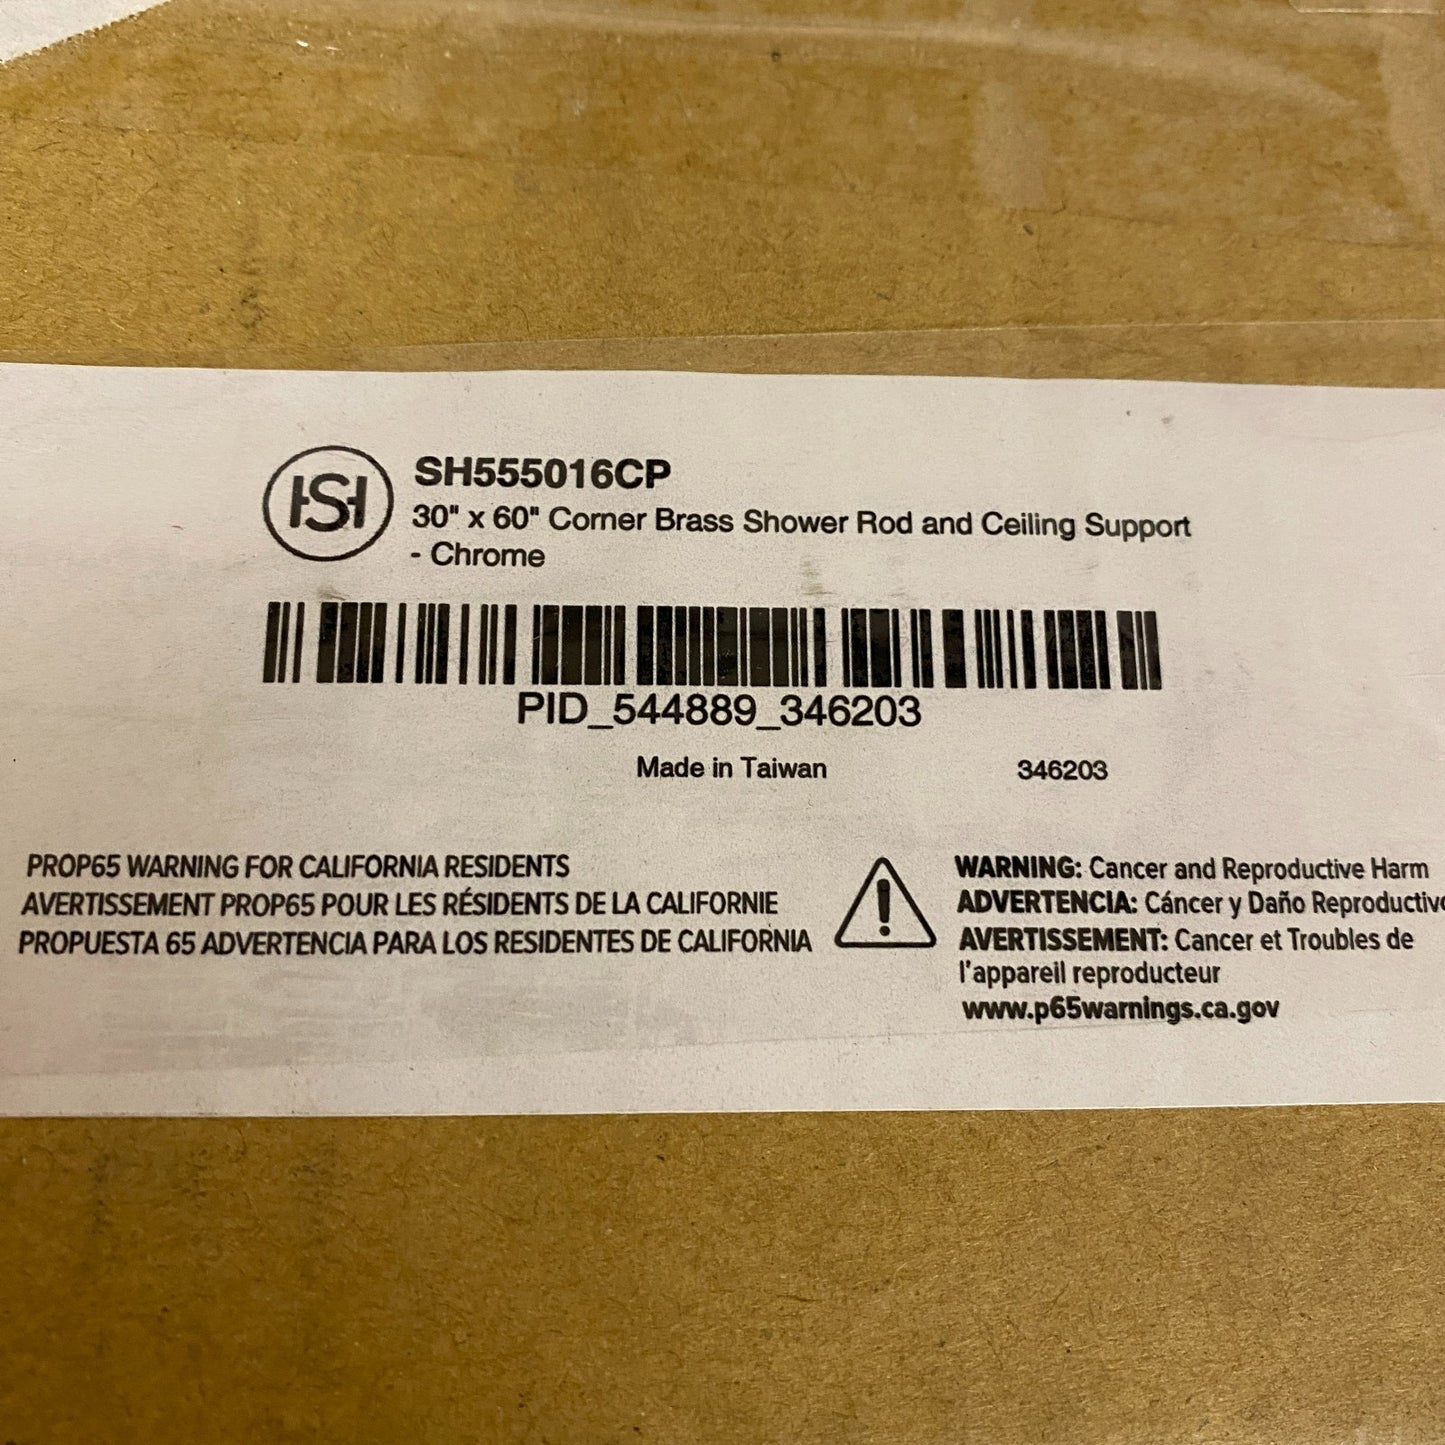 SH
SH555016CP
30" x 60" Corner Brass Shower Rod and Ceiling Support
- Chrome
PID_544889_346203
Made in Taiwan 346203
PROP65 WARNING FOR CALIFORNIA RESIDENTS
AVERTISSEMENT PROP65 POUR LES RÉSIDENTS DE LA CALIFORNIE
PROPUESTA 65 ADVERTENCIA PARA LOS RESIDENTES DE CALIFORNIA
WARNING: Cancer and Reproductive Harm
ADVERTENCIA: Cáncer y Daño Reproductivo
AVERTISSEMENT: Cancer et Troubles de
l'appareil reproducteur
www.p65warnings.ca.gov